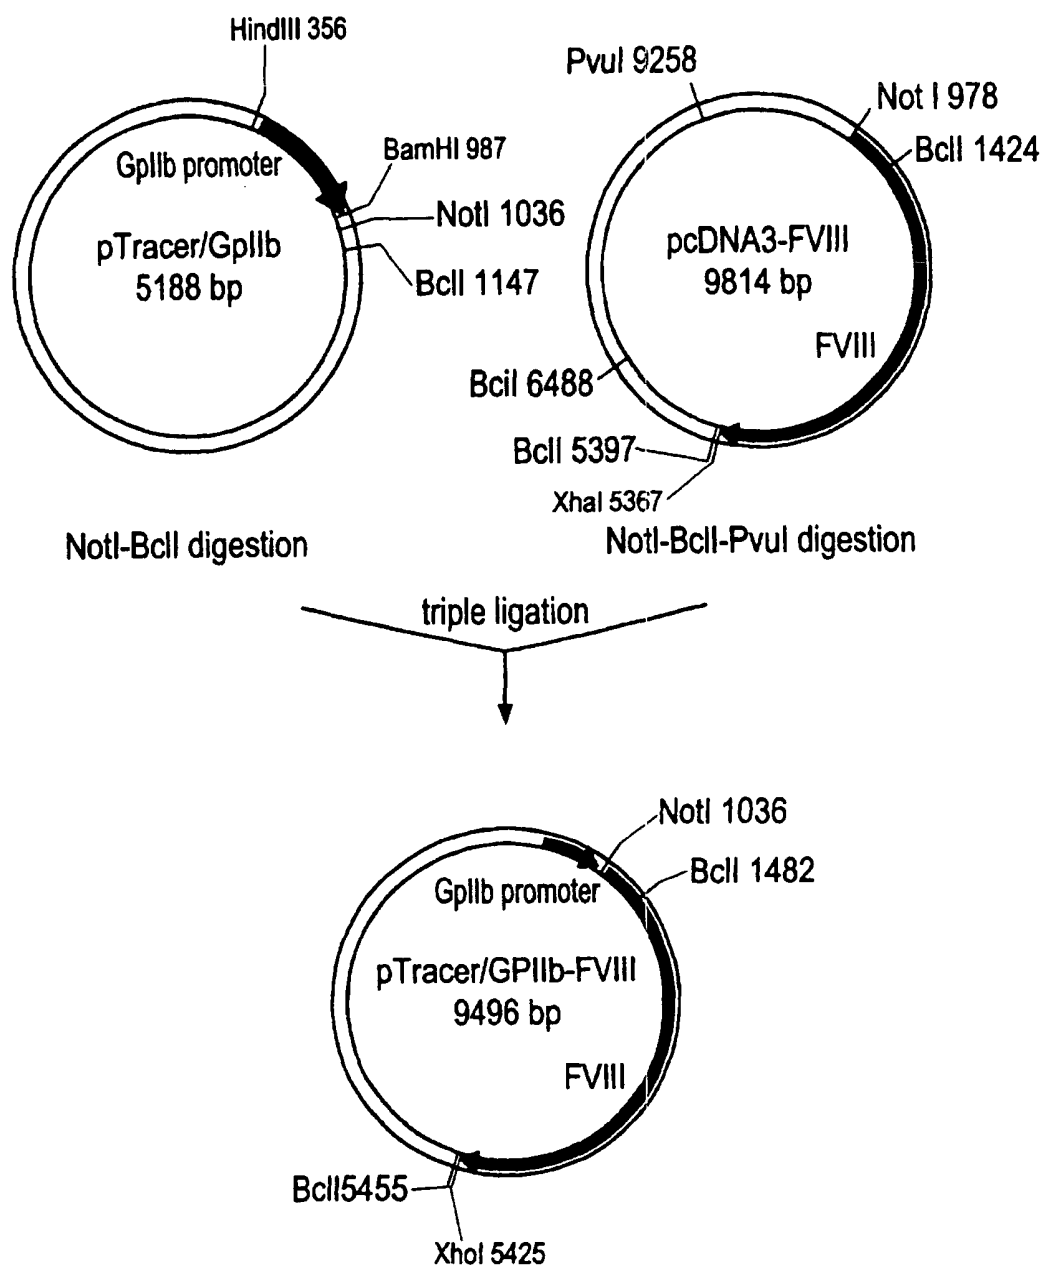 HindIII 356
PvuI 9258
Not I 978
BamHI 987
BclI 1424
GpIIb promoter
NotI 1036
pTracer/GpIIb
5188 bp
pcDNA3-FVIII
9814 bp
BclI 1147
FVIII
BciI 6488
BclI 5397
XhaI 5367
NotI-BclI digestion
NotI-BclI-PvuI digestion
triple ligation
NotI 1036
BclI 1482
GpIIb promoter
pTracer/GPIIb-FVIII
9496 bp
FVIII
BclI5455
XhoI 5425